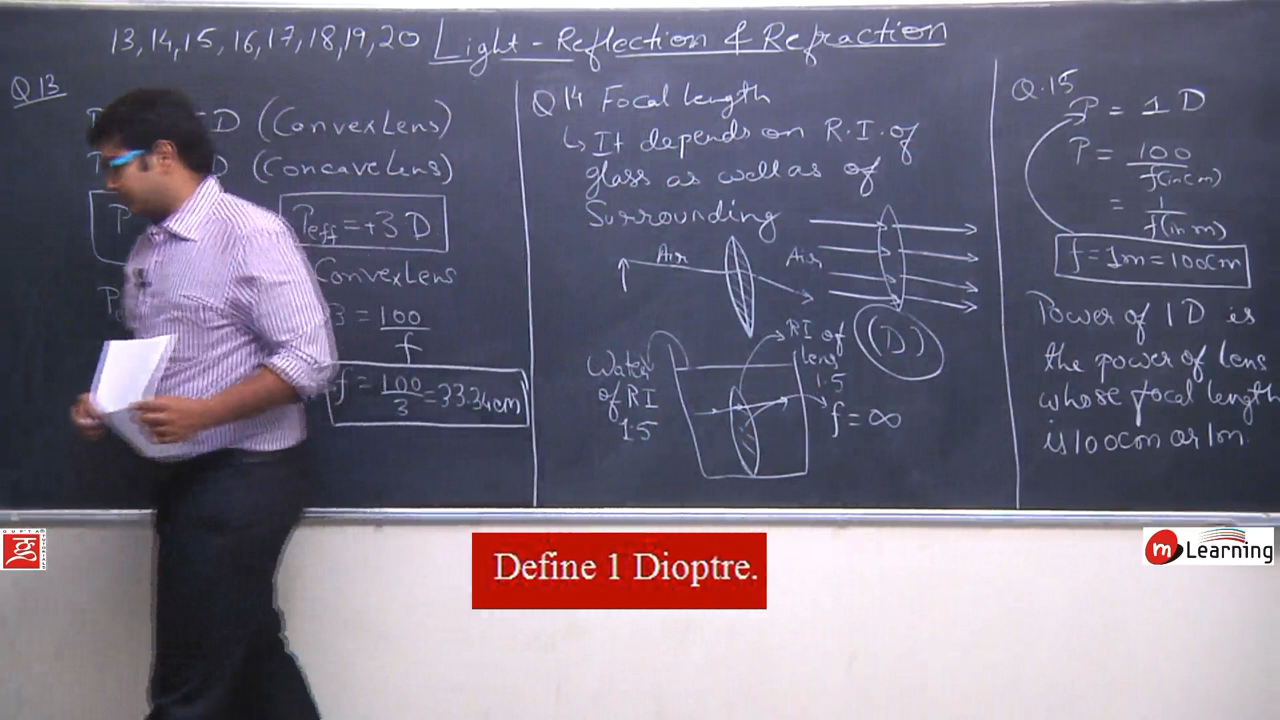 13, 14, 15, 16, 17, 18, 19, 20 Light - Reflection & Refraction
Q 13
D (Convex Lens)
D (Concave Lens)
P
Peff = +3 D
Convex Lens
3 = 100/f
f = 100/3 = 33.34cm
Q 14 Focal length
↳ It depends on R.I. of
glass as well as of
Surrounding
Air
Air
(D)
Water
of RI
1.5
RI of
lens
1.5
f = ∞
Q. 15
P = 1 D
P = 100/f(in cm)
= 1/f(in m)
f = 1m = 100cm
Power of 1 D is
the power of lens
whose focal length
is 100cm or 1m.
Define 1 Dioptre.
m Learning